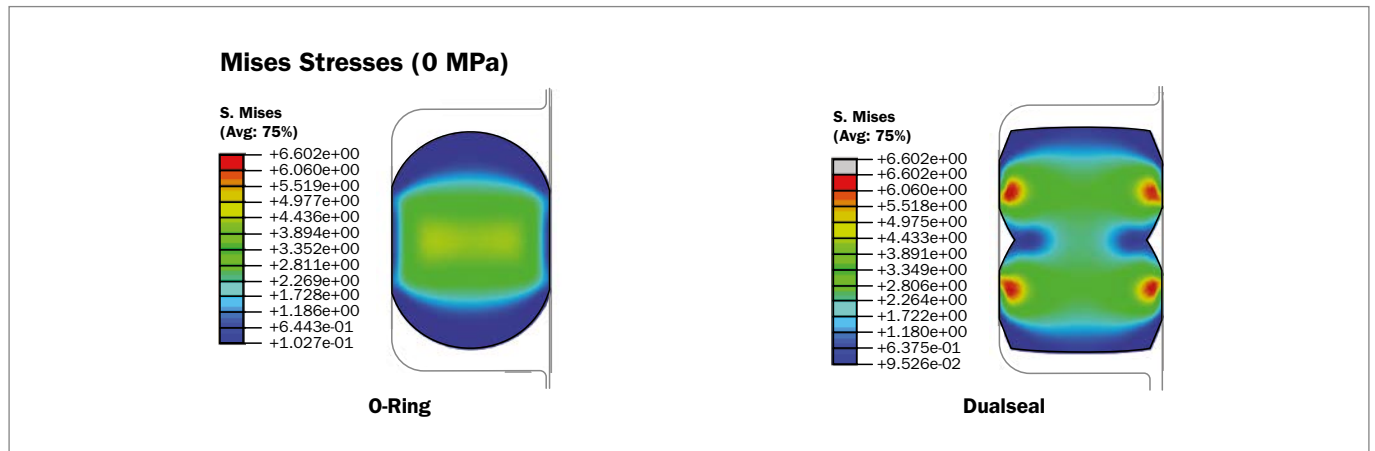 Mises Stresses (0 MPa)
S. Mises
(Avg: 75%)
+6.602e+00
+6.060e+00
+5.519e+00
+4.977e+00
+4.436e+00
+3.894e+00
+3.352e+00
+2.811e+00
+2.269e+00
+1.728e+00
+1.186e+00
+6.443e-01
+1.027e-01
O-Ring
S. Mises
(Avg: 75%)
+6.602e+00
+6.602e+00
+6.060e+00
+5.518e+00
+4.975e+00
+4.433e+00
+3.891e+00
+3.349e+00
+2.806e+00
+2.264e+00
+1.722e+00
+1.180e+00
+6.375e-01
+9.526e-02
Dualseal